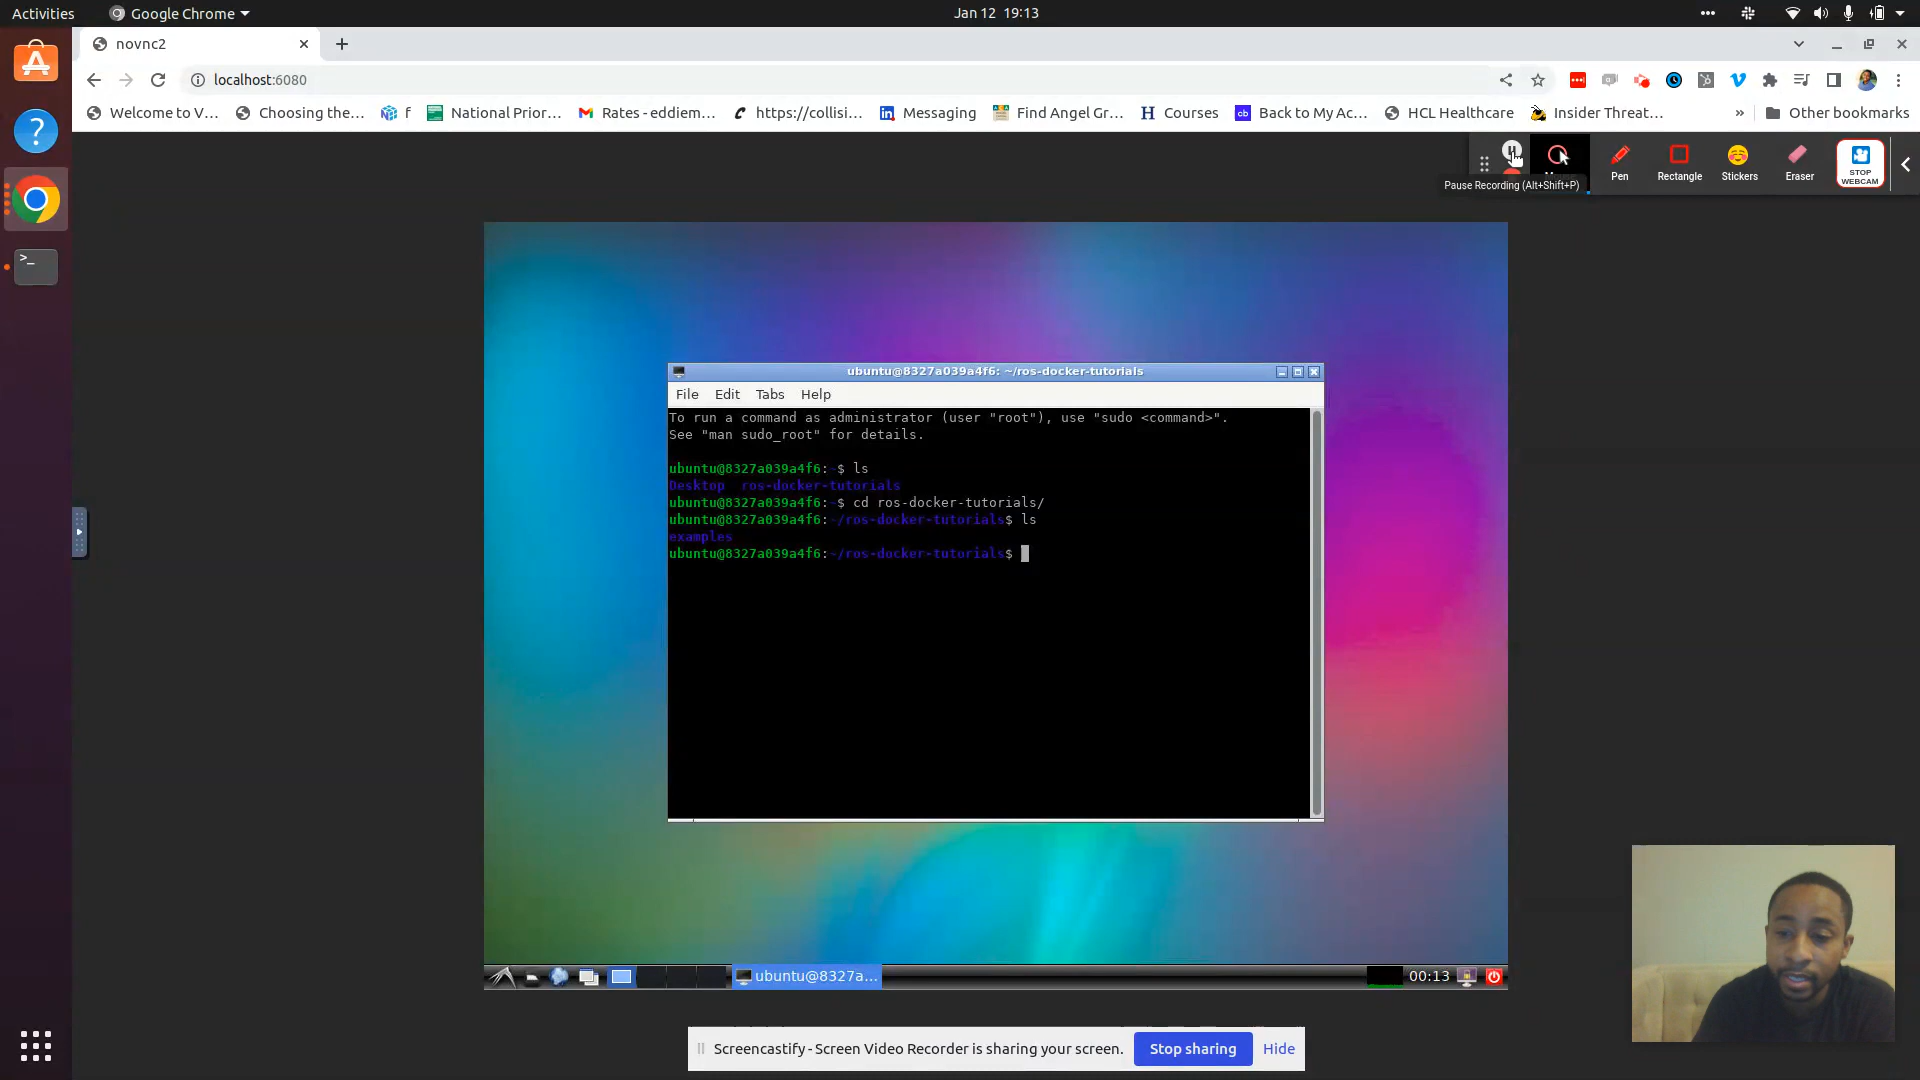 Activities
Google Chrome
Jan 12 19:13
novnc2
localhost:6080
Welcome to V...
Choosing the...
f
National Prior...
Rates - eddiem...
https://collisi...
Messaging
Find Angel Gr...
Courses
Back to My Ac...
HCL Healthcare
Insider Threat...
»
Other bookmarks
Pen
Rectangle
Stickers
Eraser
STOP
WEBCAM
Pause Recording (Alt+Shift+P)
ubuntu@8327a039a4f6: ~/ros-docker-tutorials
File Edit Tabs Help
To run a command as administrator (user "root"), use "sudo <command>".
See "man sudo_root" for details.
ubuntu@8327a039a4f6:~$ ls
Desktop ros-docker-tutorials
ubuntu@8327a039a4f6:~$ cd ros-docker-tutorials/
ubuntu@8327a039a4f6:~/ros-docker-tutorials$ ls
examples
ubuntu@8327a039a4f6:~/ros-docker-tutorials$
ubuntu@8327a...
00:13
Screencastify - Screen Video Recorder is sharing your screen.
Stop sharing
Hide